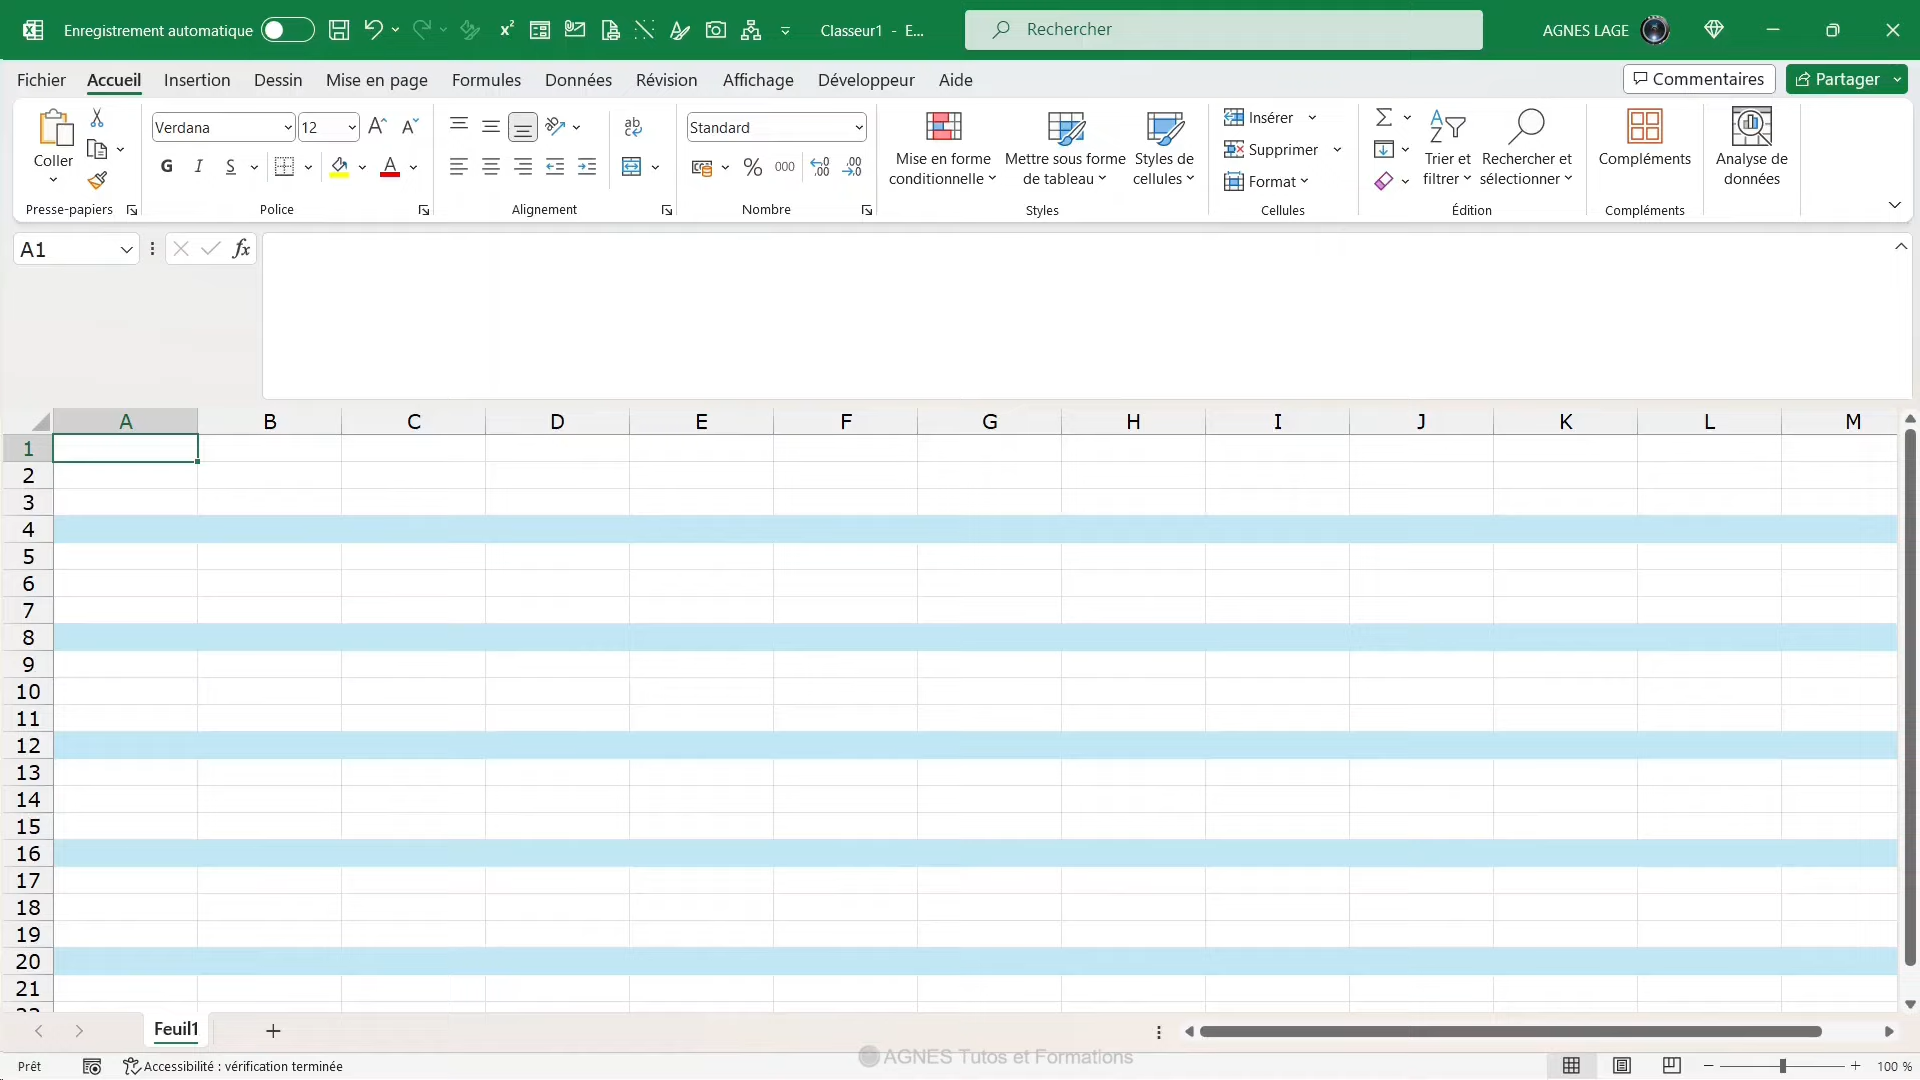 Enregistrement automatique
x²
Classeur1 - E...
Rechercher
AGNES LAGE
Fichier Accueil Insertion Dessin Mise en page Formules Données Révision Affichage Développeur Aide
Commentaires
Partager
Coller
Presse-papiers
Verdana
12
G I S
Police
ab
Alignement
Standard
% 000
Nombre
Mise en forme conditionnelle
Mettre sous forme de tableau
Styles de cellules
Styles
Insérer
Supprimer
Format
Cellules
Trier et filtrer
Rechercher et sélectionner
Édition
Compléments
Compléments
Analyse de données
A1
fx
A B C D E F G H I J K L M
1
2
3
4
5
6
7
8
9
10
11
12
13
14
15
16
17
18
19
20
21
Feuil1
AGNES Tutos et Formations
Prêt
Accessibilité : vérification terminée
100 %